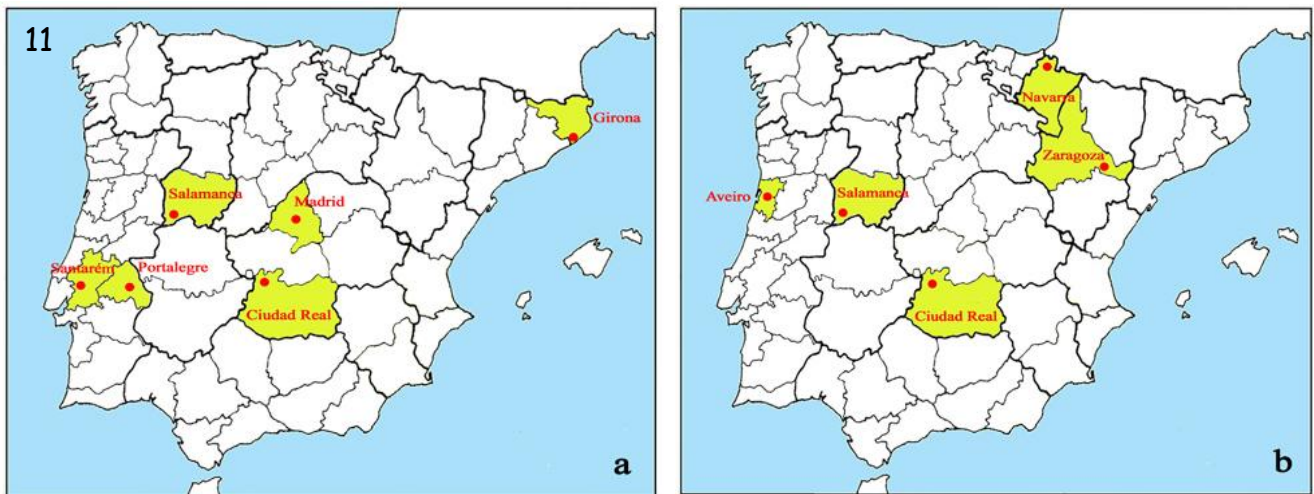 11
Girona
Salamanca
Madrid
Santarém
Portalegre
Ciudad Real
a
Navarra
Zaragoza
Aveiro
Salamanca
Ciudad Real
b